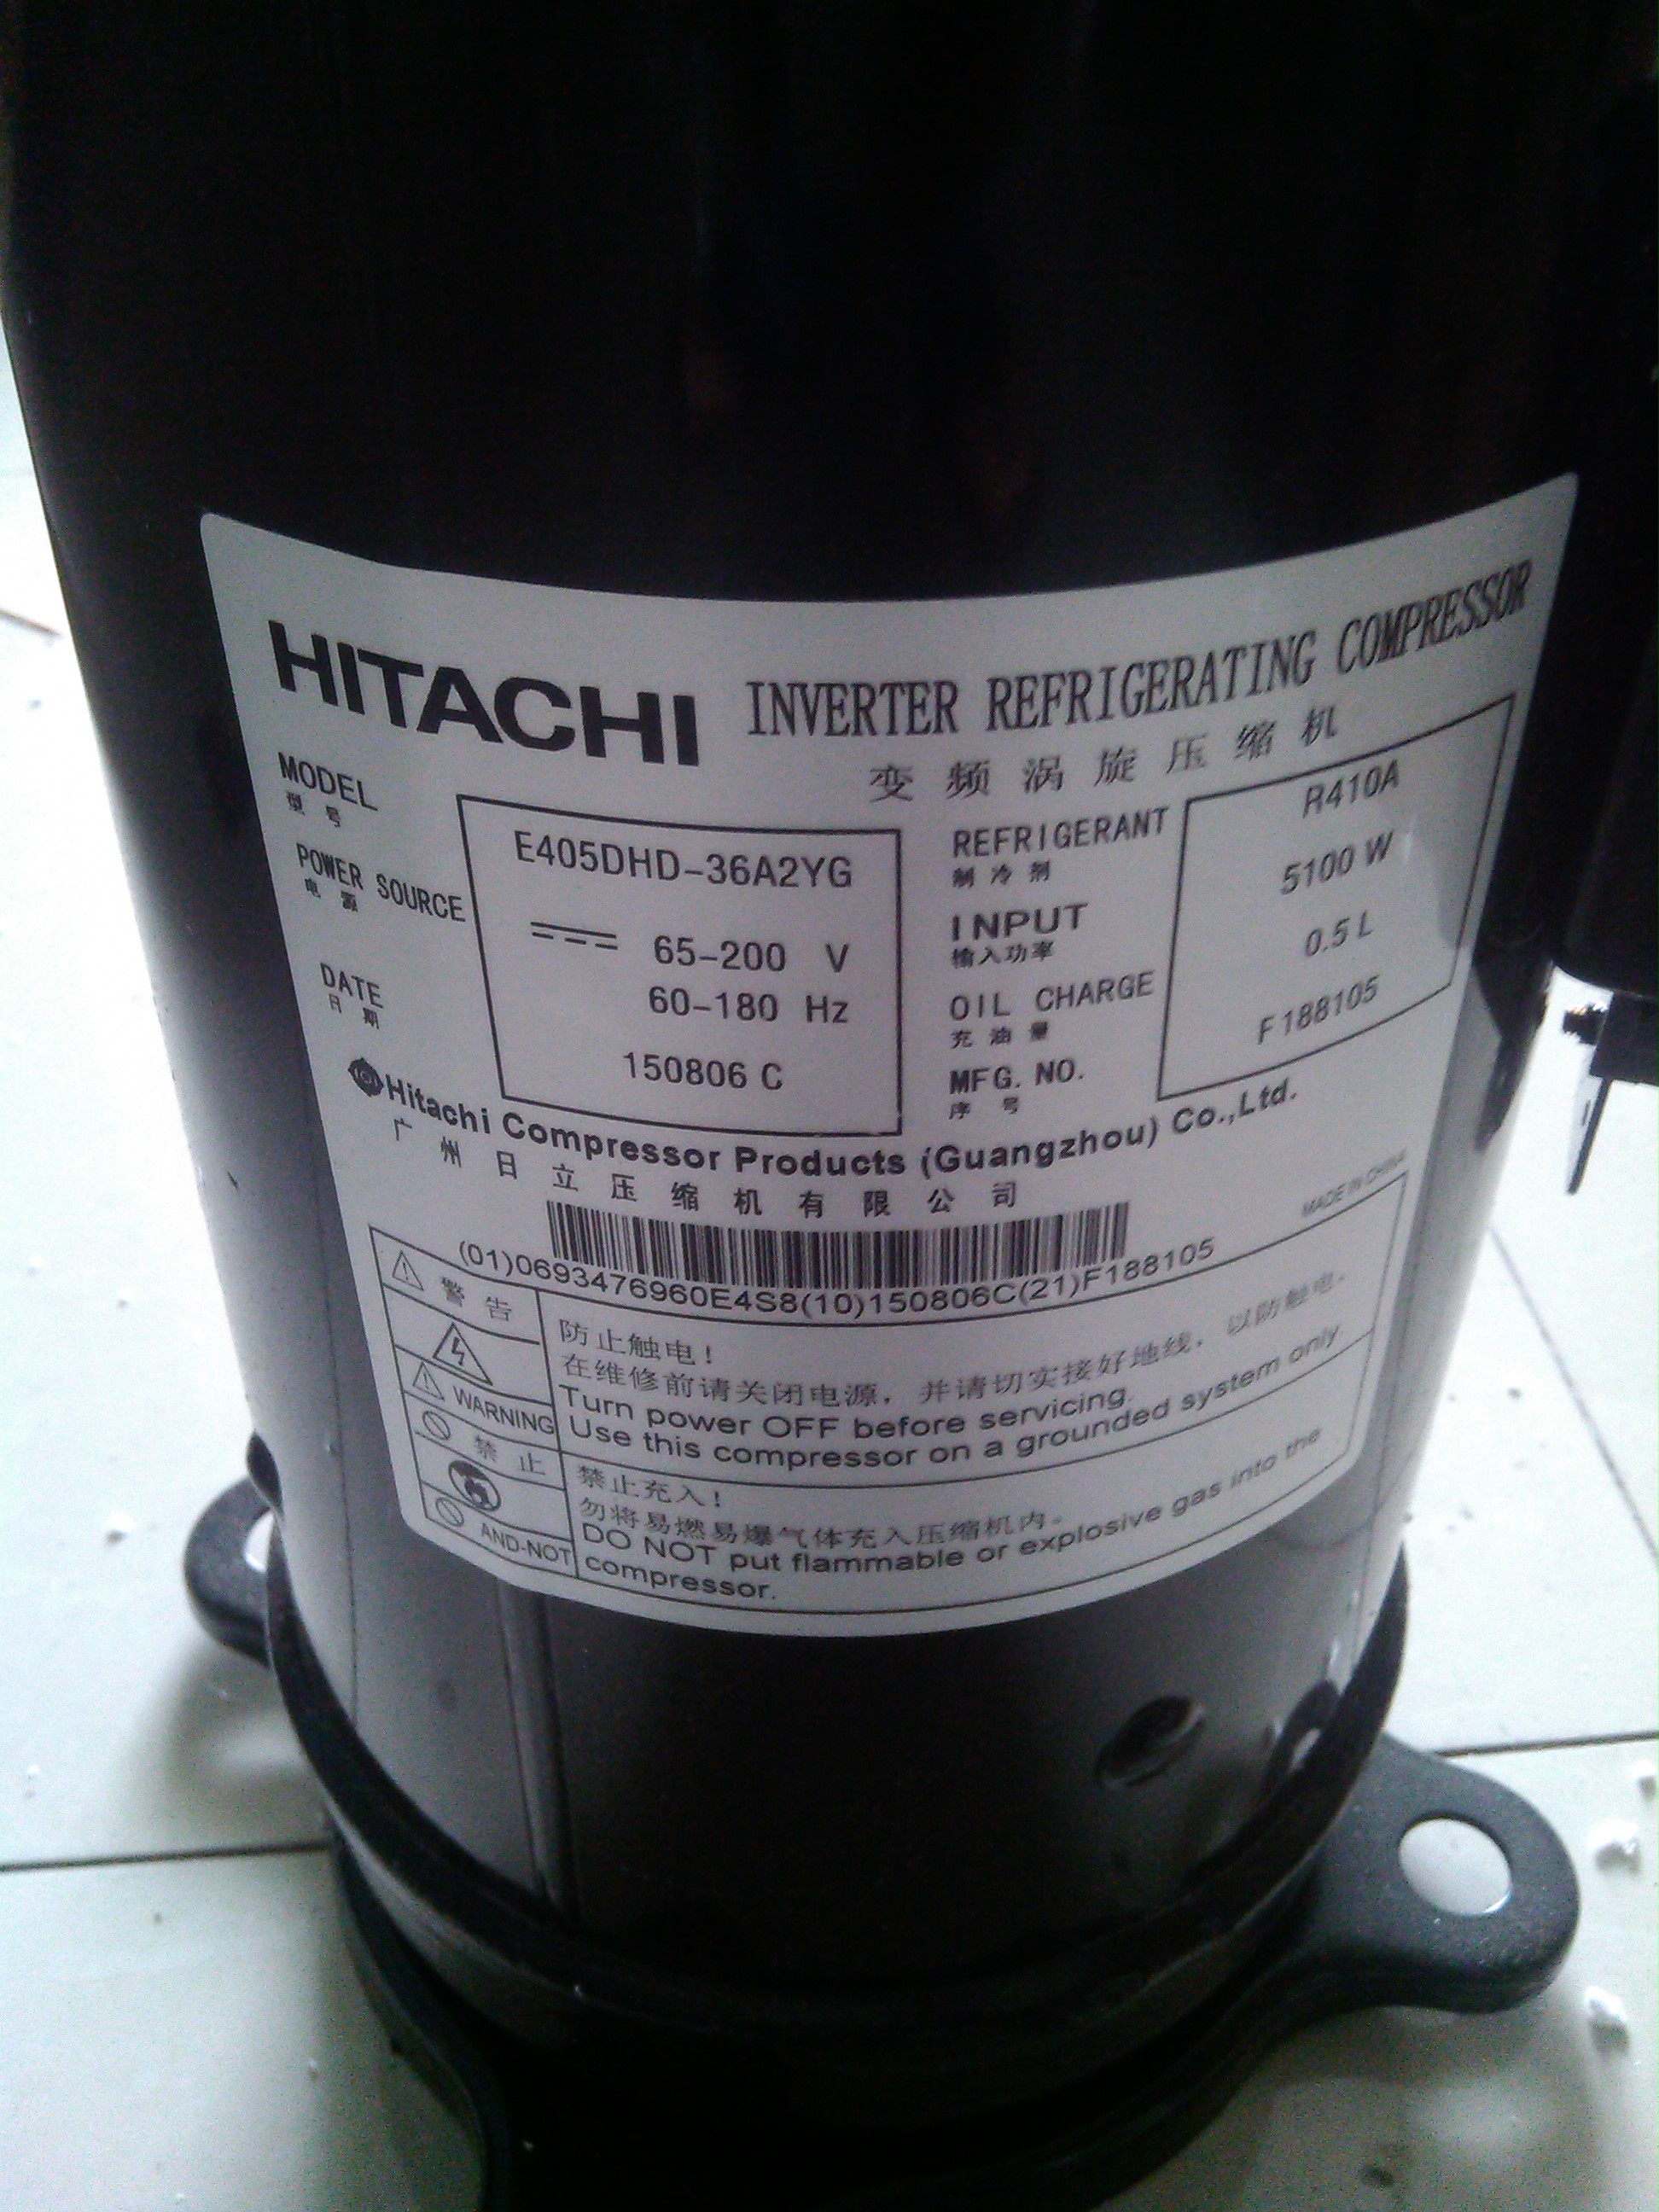 HITACHI INVERTER REFRIGERATING COMPRESSOR
变频涡旋压缩机
MODEL E405DHD-36A2YG
型号
POWER SOURCE 65-200 V
电源
60-180 Hz
DATE 150806 C
日期
REFRIGERANT R410A
制冷剂
INPUT 5100 W
输入功率
OIL CHARGE 0.5 L
充油量
MFG. NO. F188105
序号
Hitachi Compressor Products (Guangzhou) Co.,Ltd.
广州日立压缩机有限公司
MADE IN CHINA
(01)0693476960E4S8(10)150806C(21)F188105
警告
WARNING
防止触电!
在维修前请关闭电源，并请切实接好地线，以防触电。
Turn power OFF before servicing.
Use this compressor on a grounded system only
禁止
AND-NOT
禁止充入!
勿将易燃易爆气体充入压缩机内。
DO NOT put flammable or explosive gas into the
compressor.